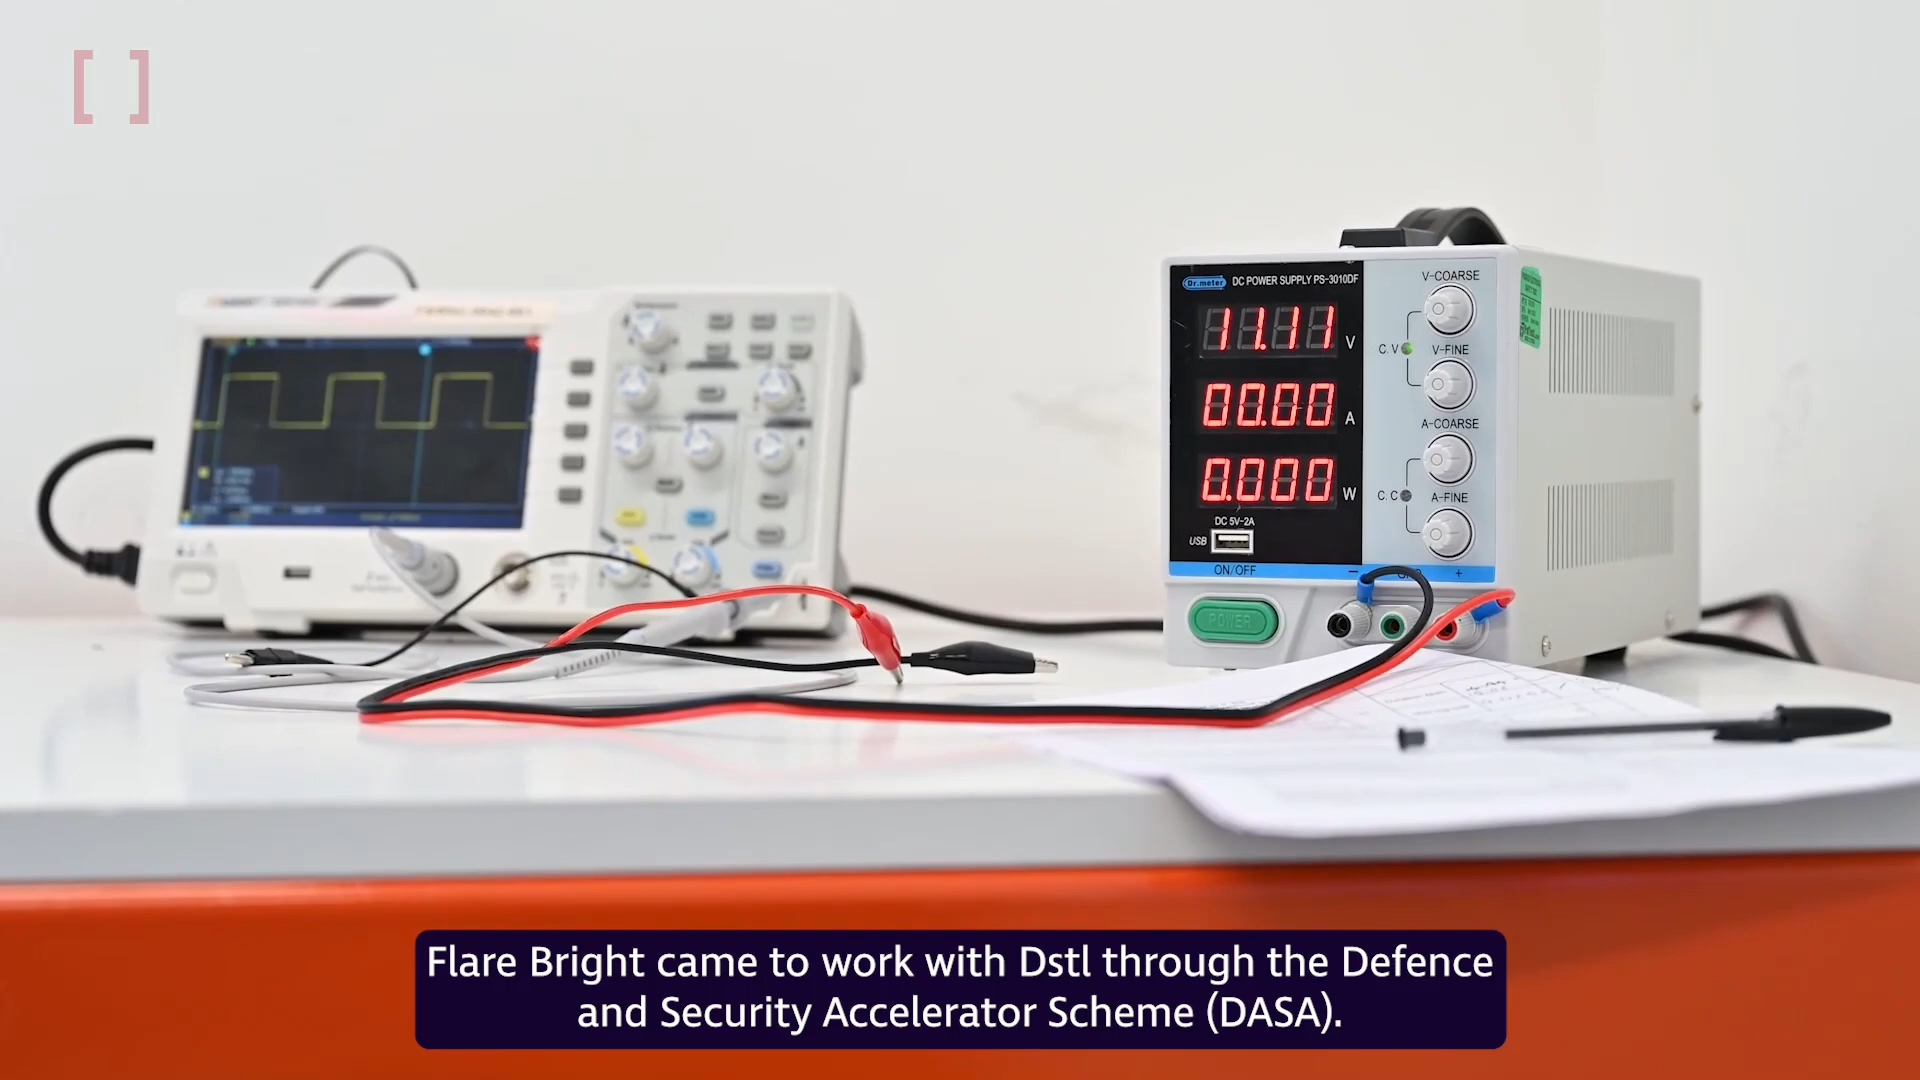 Dr.meter DC POWER SUPPLY PS-3010DF
11.11 V
00.00 A
0.000 W
DC 5V-2A
USB
ON/OFF
POWER
V-COARSE
C.V
V-FINE
A-COARSE
C.C
A-FINE
- GND +
Flare Bright came to work with Dstl through the Defence
and Security Accelerator Scheme (DASA).